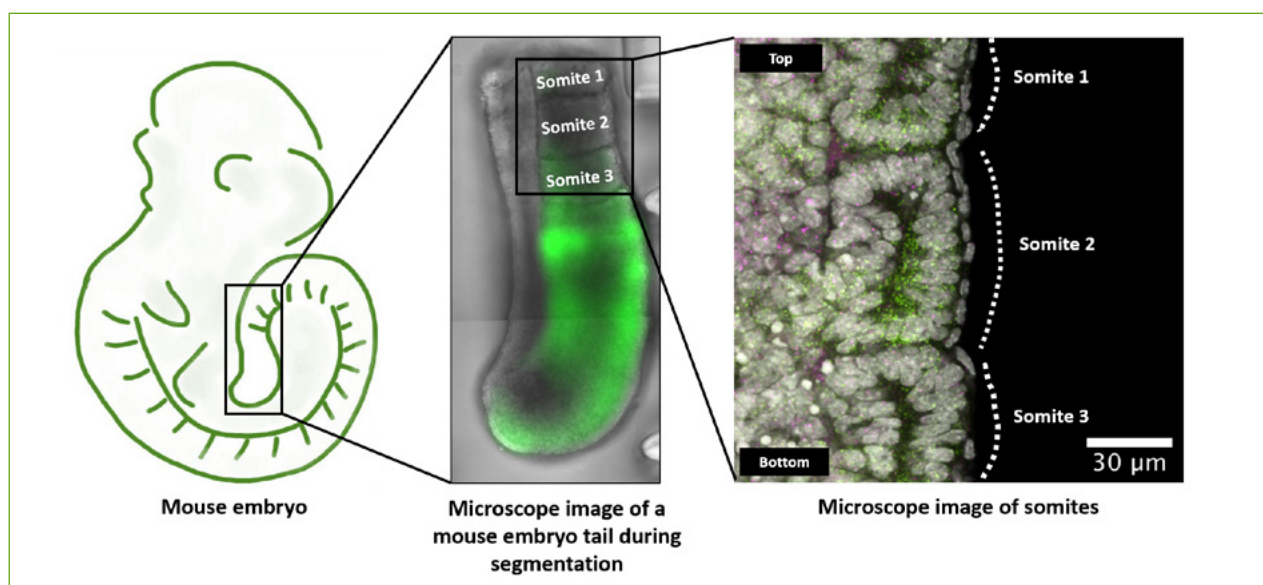 Somite 1
Somite 2
Somite 3
Top
Somite 1
Somite 2
Somite 3
Bottom
30 µm
Mouse embryo
Microscope image of a
mouse embryo tail during
segmentation
Microscope image of somites